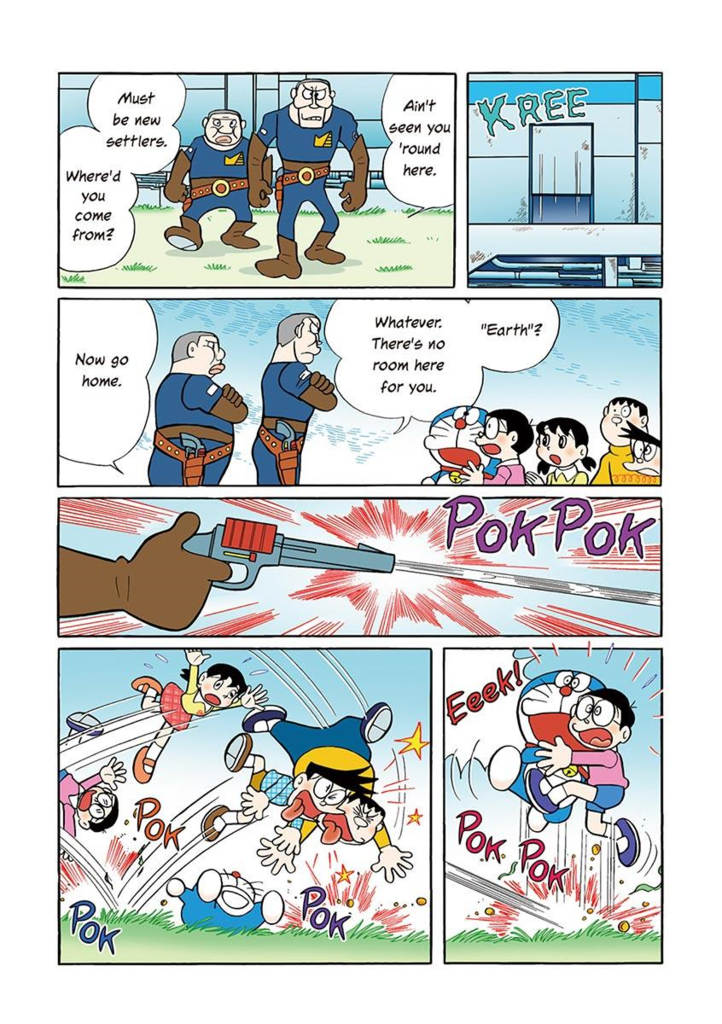 KREE
Ain't
seen you
'round
here.
Must
be new
settlers.
Where'd
you
come
from?
"Earth"?
Whatever.
There's no
room here
for you.
Now go
home.
POK POK
Eeek!
POK
POK
POK
POK
POK